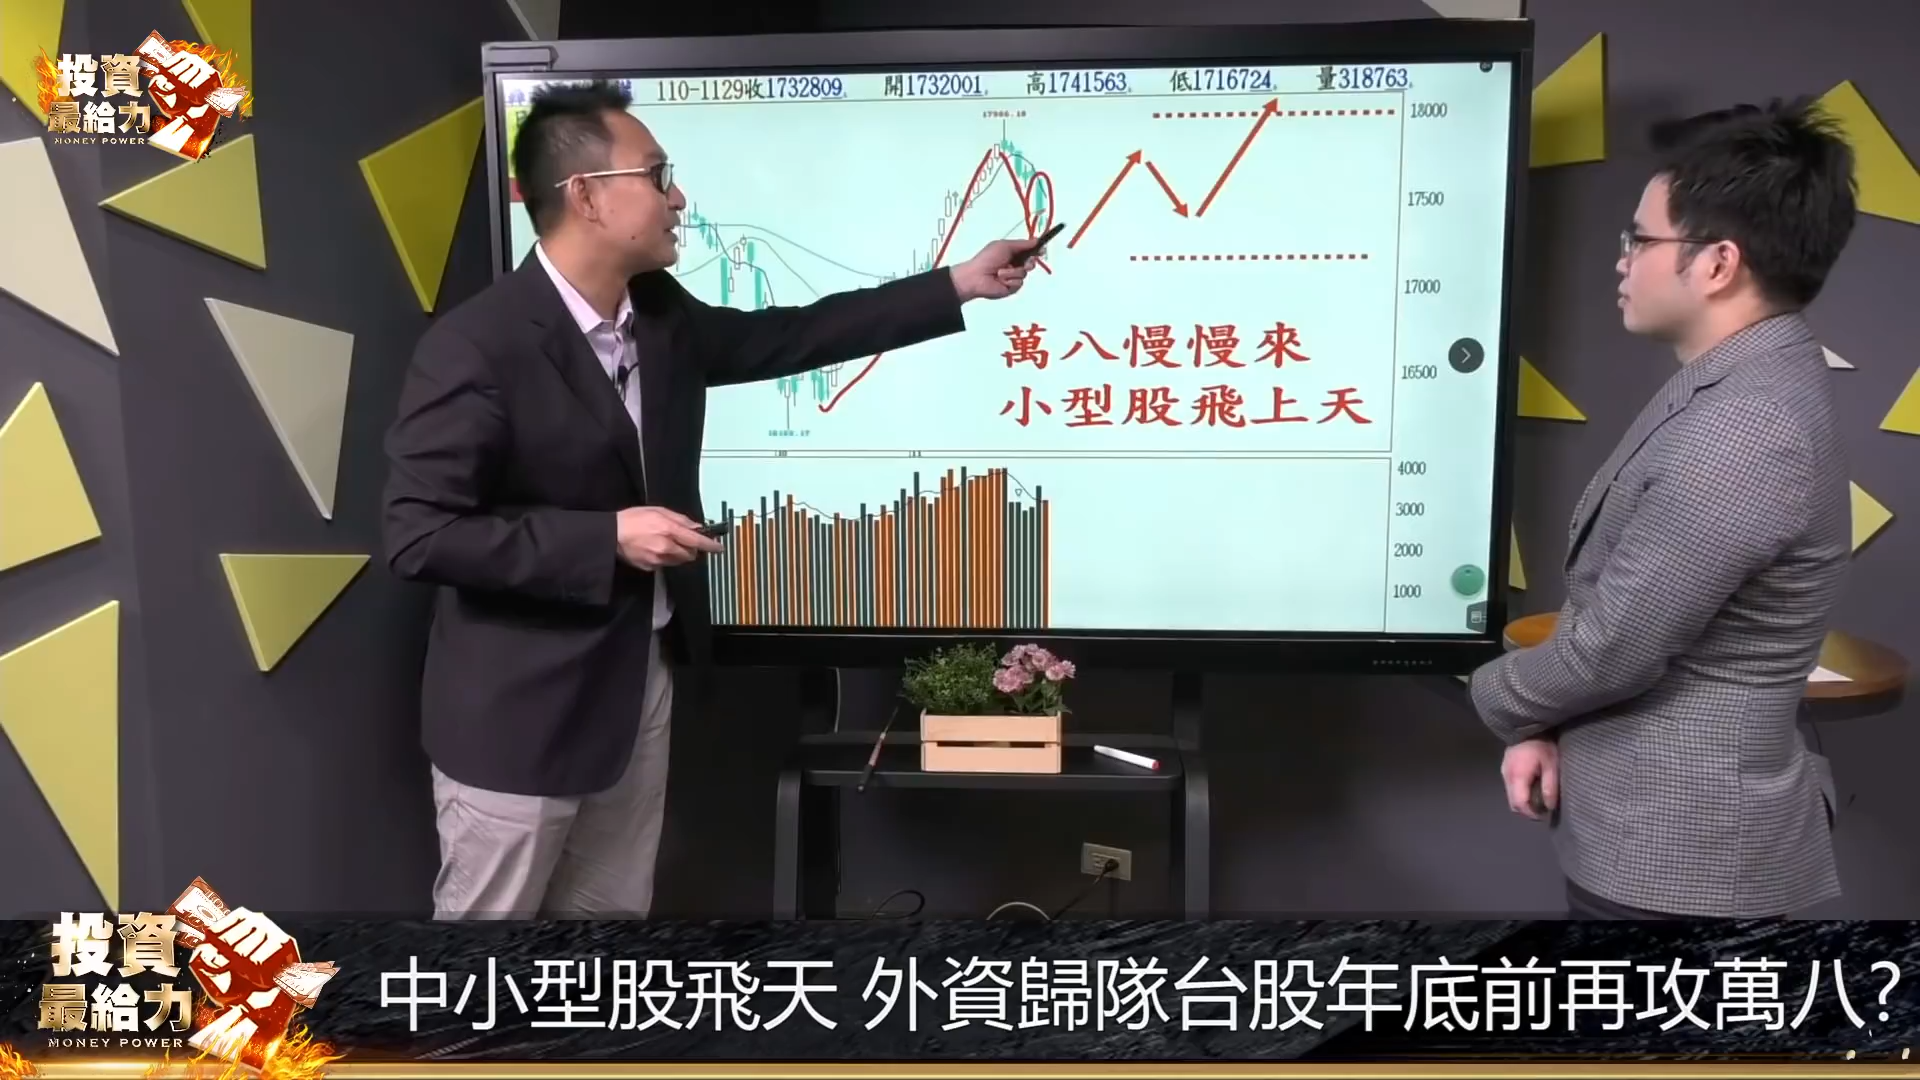 投資
最給力
MONEY POWER
110-1129收1732809. 開1732001. 高1741563. 低1716724. 量318763.
18000
17500
17000
16500
萬八慢慢來
小型股飛上天
10
11
4000
3000
2000
1000
投資
最給力
MONEY POWER
中小型股飛天 外資歸隊台股年底前再攻萬八?